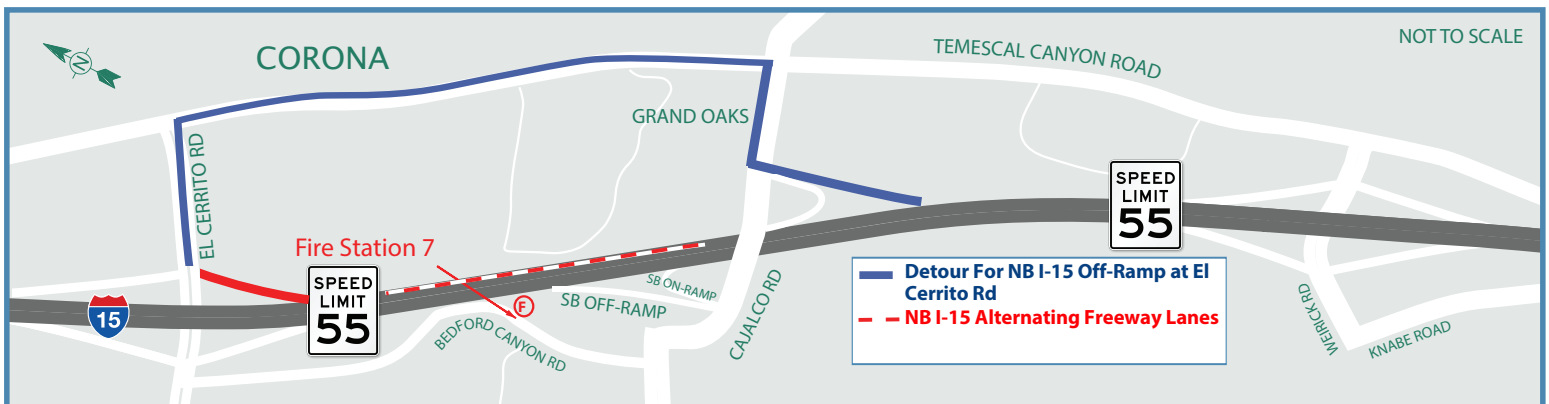 NOT TO SCALE
N
CORONA
TEMESCAL CANYON ROAD
GRAND OAKS
EL CERRITO RD
SPEED
LIMIT
55
Fire Station 7
SPEED
LIMIT
55
SB ON-RAMP
SB OFF-RAMP
F
15
BEDFORD CANYON RD
CAJALCO RD
Detour For NB I-15 Off-Ramp at El
Cerrito Rd
NB I-15 Alternating Freeway Lanes
WEIRICK RD
KNABE ROAD